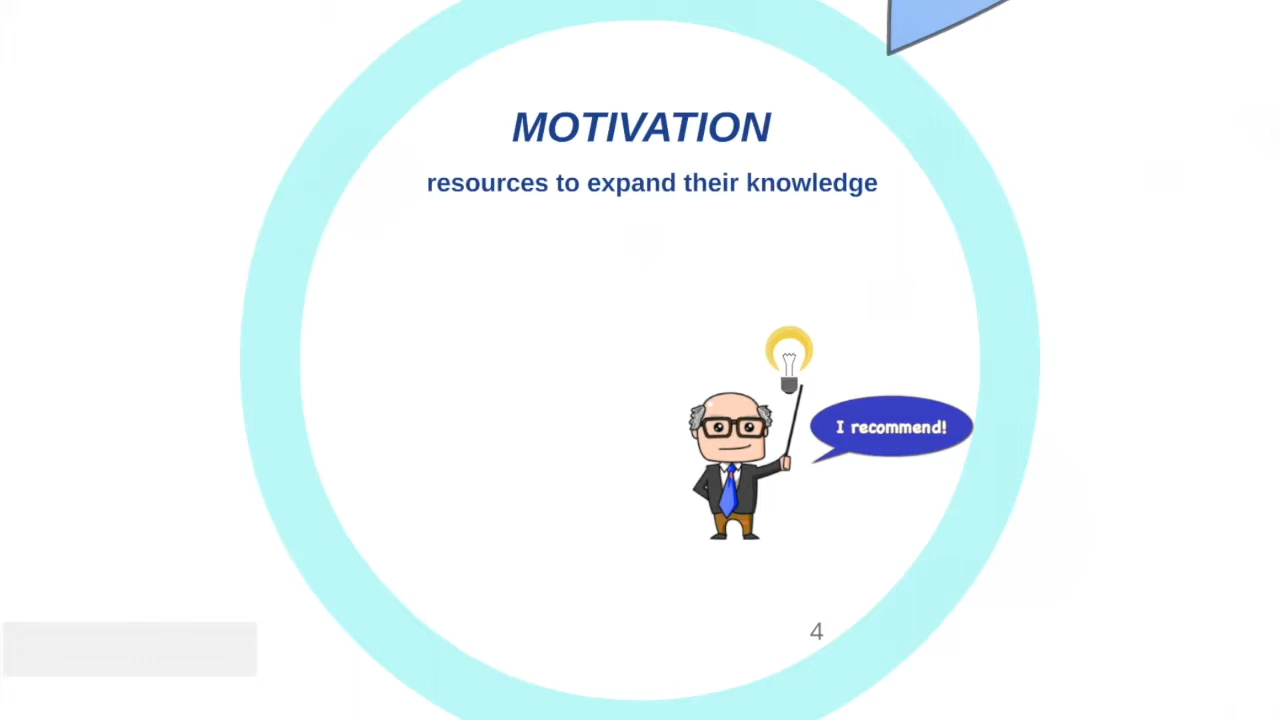 MOTIVATION
resources to expand their knowledge
I recommend!
4